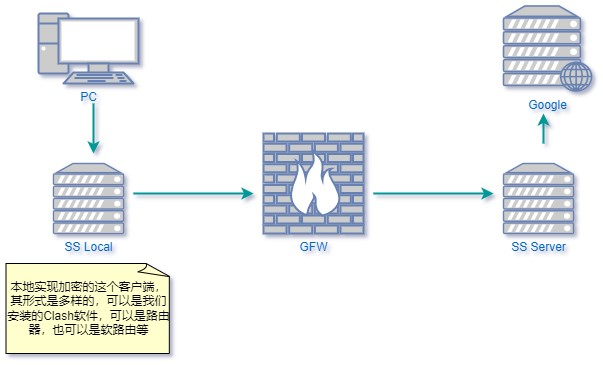 PC
Google
SS Local
GFW
SS Server
本地实现加密的这个客户端，
其形式是多样的，可以是我们
安装的Clash软件，可以是路由
器，也可以是软路由等